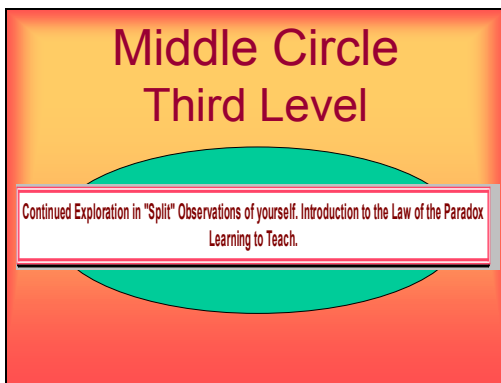 Middle Circle
Third Level
Continued Exploration in "Split" Observations of yourself. Introduction to the Law of the Paradox
Learning to Teach.